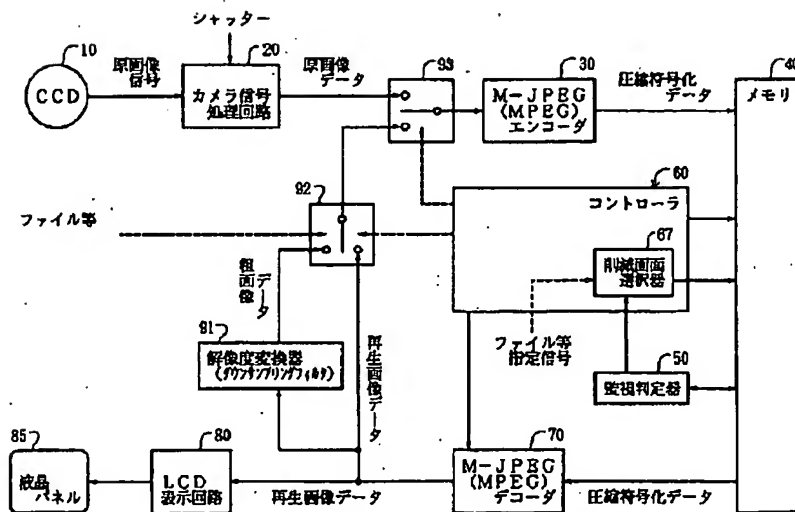 シャッター
10
CCD
原画像
信号
20
カメラ信号
処理回路
原画像
データ
93
30
M-JPEG
(MPEG)
エンコーダ
圧縮符号化
データ
40
メモリ
ファイル等
92
60
コントローラ
67
削減画面
選択器
ファイル等
指定信号
50
監視判定器
粗画像
データ
91
解像度変換器
(ダウンサンプリングフィルタ)
再生画像データ
85
液晶
パネル
80
LCD
表示回路
再生画像データ
70
M-JPEG
(MPEG)
デコーダ
圧縮符号化データ